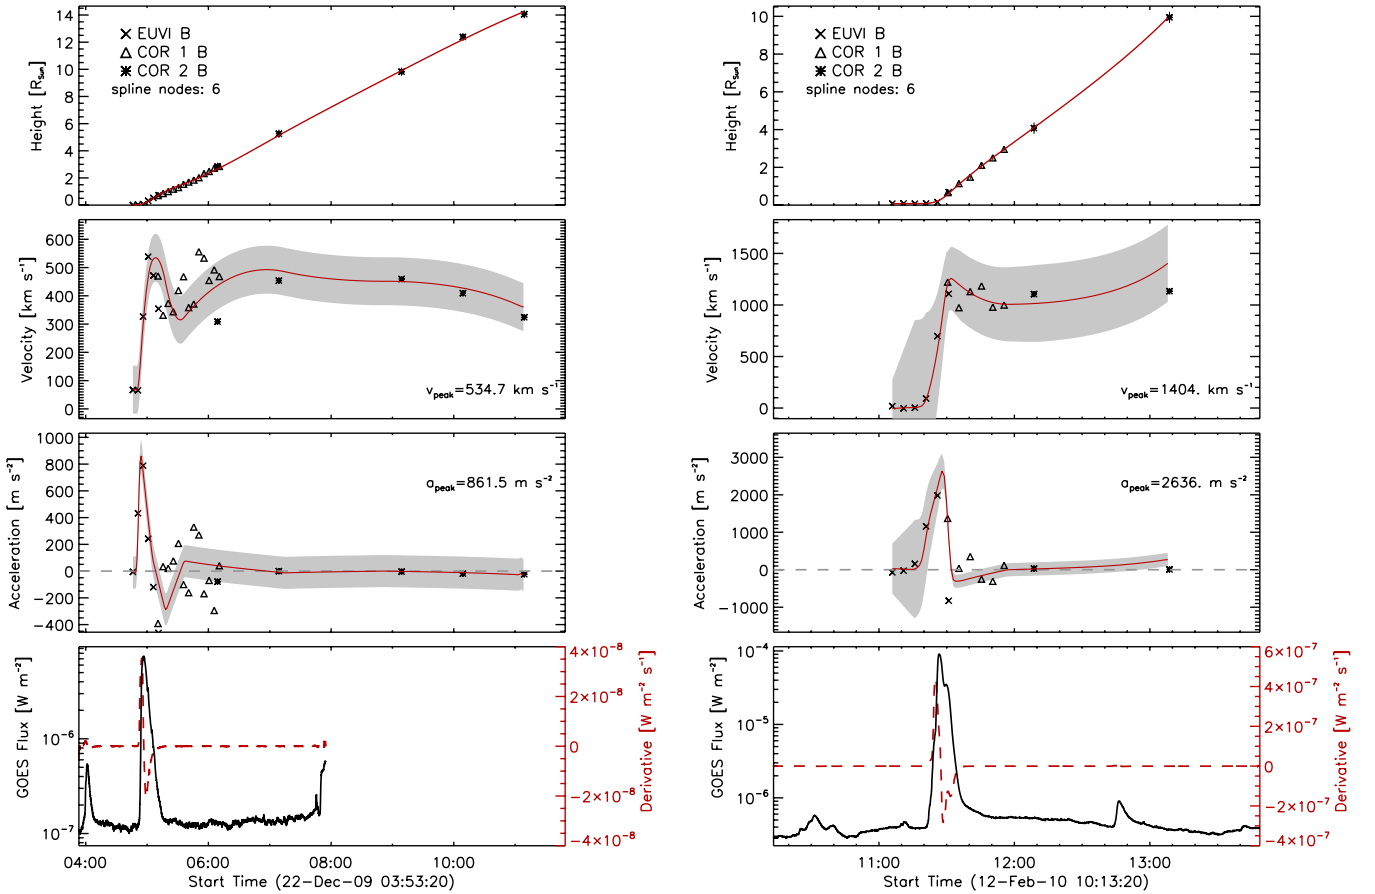 14
12
10
8
6
4
2
0
Height [R_Sun]
EUVI B
COR 1 B
COR 2 B
spline nodes: 6
600
500
400
300
200
100
0
Velocity [km s⁻¹]
v_peak=534.7 km s⁻¹
1000
800
600
400
200
0
−200
−400
Acceleration [m s⁻²]
a_peak=861.5 m s⁻²
10⁻⁶
10⁻⁷
GOES Flux [W m⁻²]
4×10⁻⁸
2×10⁻⁸
0
−2×10⁻⁸
−4×10⁻⁸
Derivative [W m⁻² s⁻¹]
04:00 06:00 08:00 10:00
Start Time (22−Dec−09 03:53:20)
10
8
6
4
2
0
Height [R_Sun]
EUVI B
COR 1 B
COR 2 B
spline nodes: 6
1500
1000
500
0
Velocity [km s⁻¹]
v_peak=1404. km s⁻¹
3000
2000
1000
0
−1000
Acceleration [m s⁻²]
a_peak=2636. m s⁻²
10⁻⁴
10⁻⁵
10⁻⁶
GOES Flux [W m⁻²]
6×10⁻⁷
4×10⁻⁷
2×10⁻⁷
0
−2×10⁻⁷
−4×10⁻⁷
Derivative [W m⁻² s⁻¹]
11:00 12:00 13:00
Start Time (12−Feb−10 10:13:20)